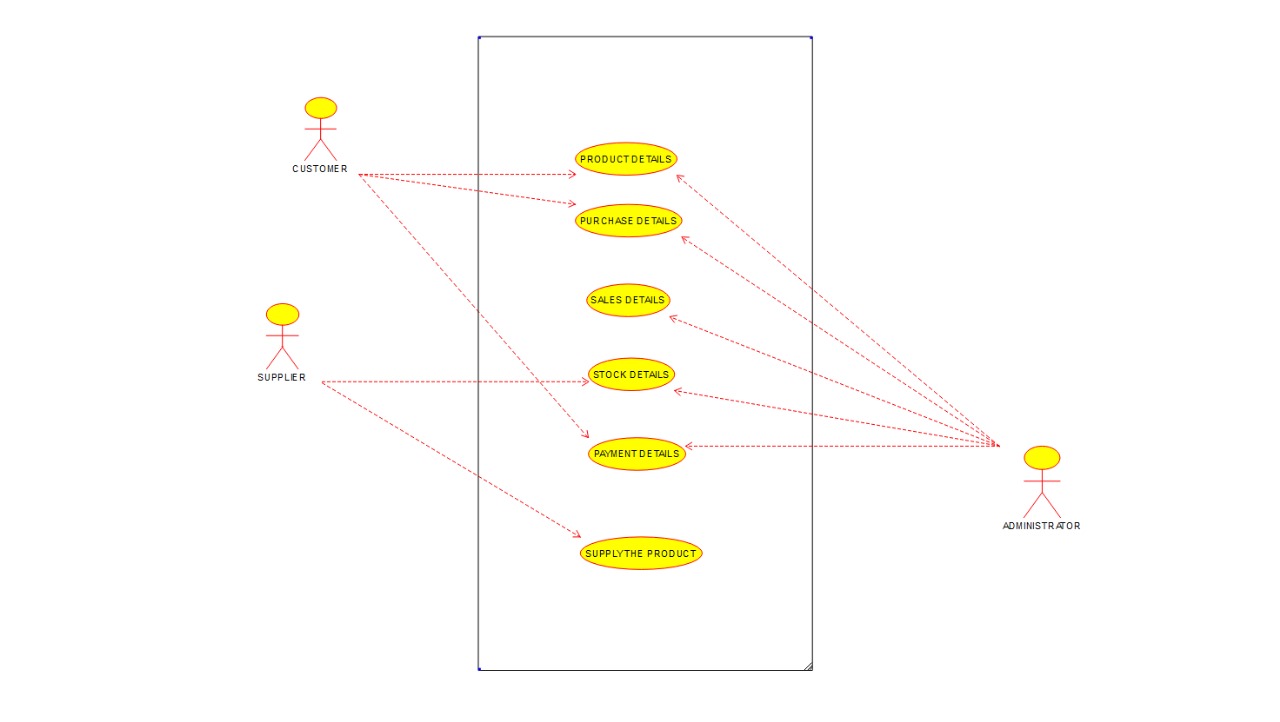 CUSTOMER
PRODUCT DETAILS
PURCHASE DETAILS
SALES DETAILS
SUPPLIER
STOCK DETAILS
PAYMENT DETAILS
ADMINISTRATOR
SUPPLY THE PRODUCT